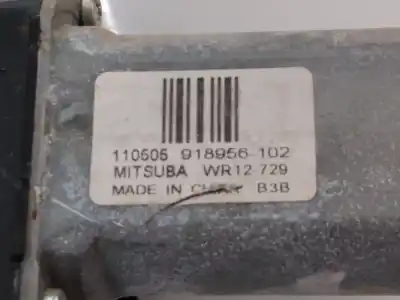 110505 918956-102
MITSUBA WR12 729
MADE IN CHINA B3B